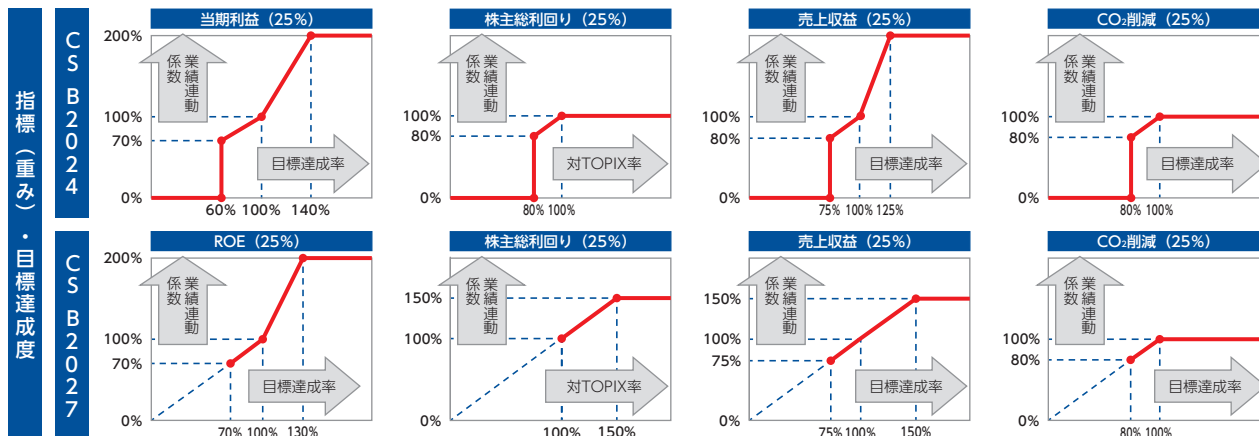 指標（重み）・目標達成度
CS B2024
当期利益（25%）
200%
100%
70%
0%
業績連動
係数
目標達成率
60% 100% 140%
株主総利回り（25%）
100%
80%
0%
業績連動
係数
対TOPIX率
80% 100%
売上収益（25%）
200%
100%
80%
0%
業績連動
係数
目標達成率
75% 100% 125%
CO₂削減（25%）
100%
80%
0%
業績連動
係数
目標達成率
80% 100%
CS B2027
ROE（25%）
200%
100%
70%
0%
業績連動
係数
目標達成率
70% 100% 130%
株主総利回り（25%）
150%
100%
0%
業績連動
係数
対TOPIX率
100% 150%
売上収益（25%）
150%
100%
75%
0%
業績連動
係数
目標達成率
75% 100% 150%
CO₂削減（25%）
100%
80%
0%
業績連動
係数
目標達成率
80% 100%